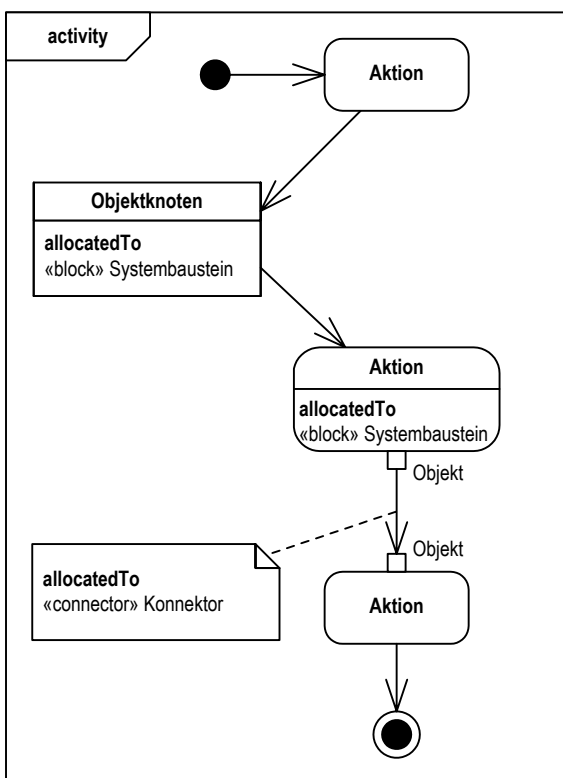 activity
Aktion
Objektknoten
allocatedTo
«block» Systembaustein
Aktion
allocatedTo
«block» Systembaustein
Objekt
Objekt
allocatedTo
«connector» Konnektor
Aktion